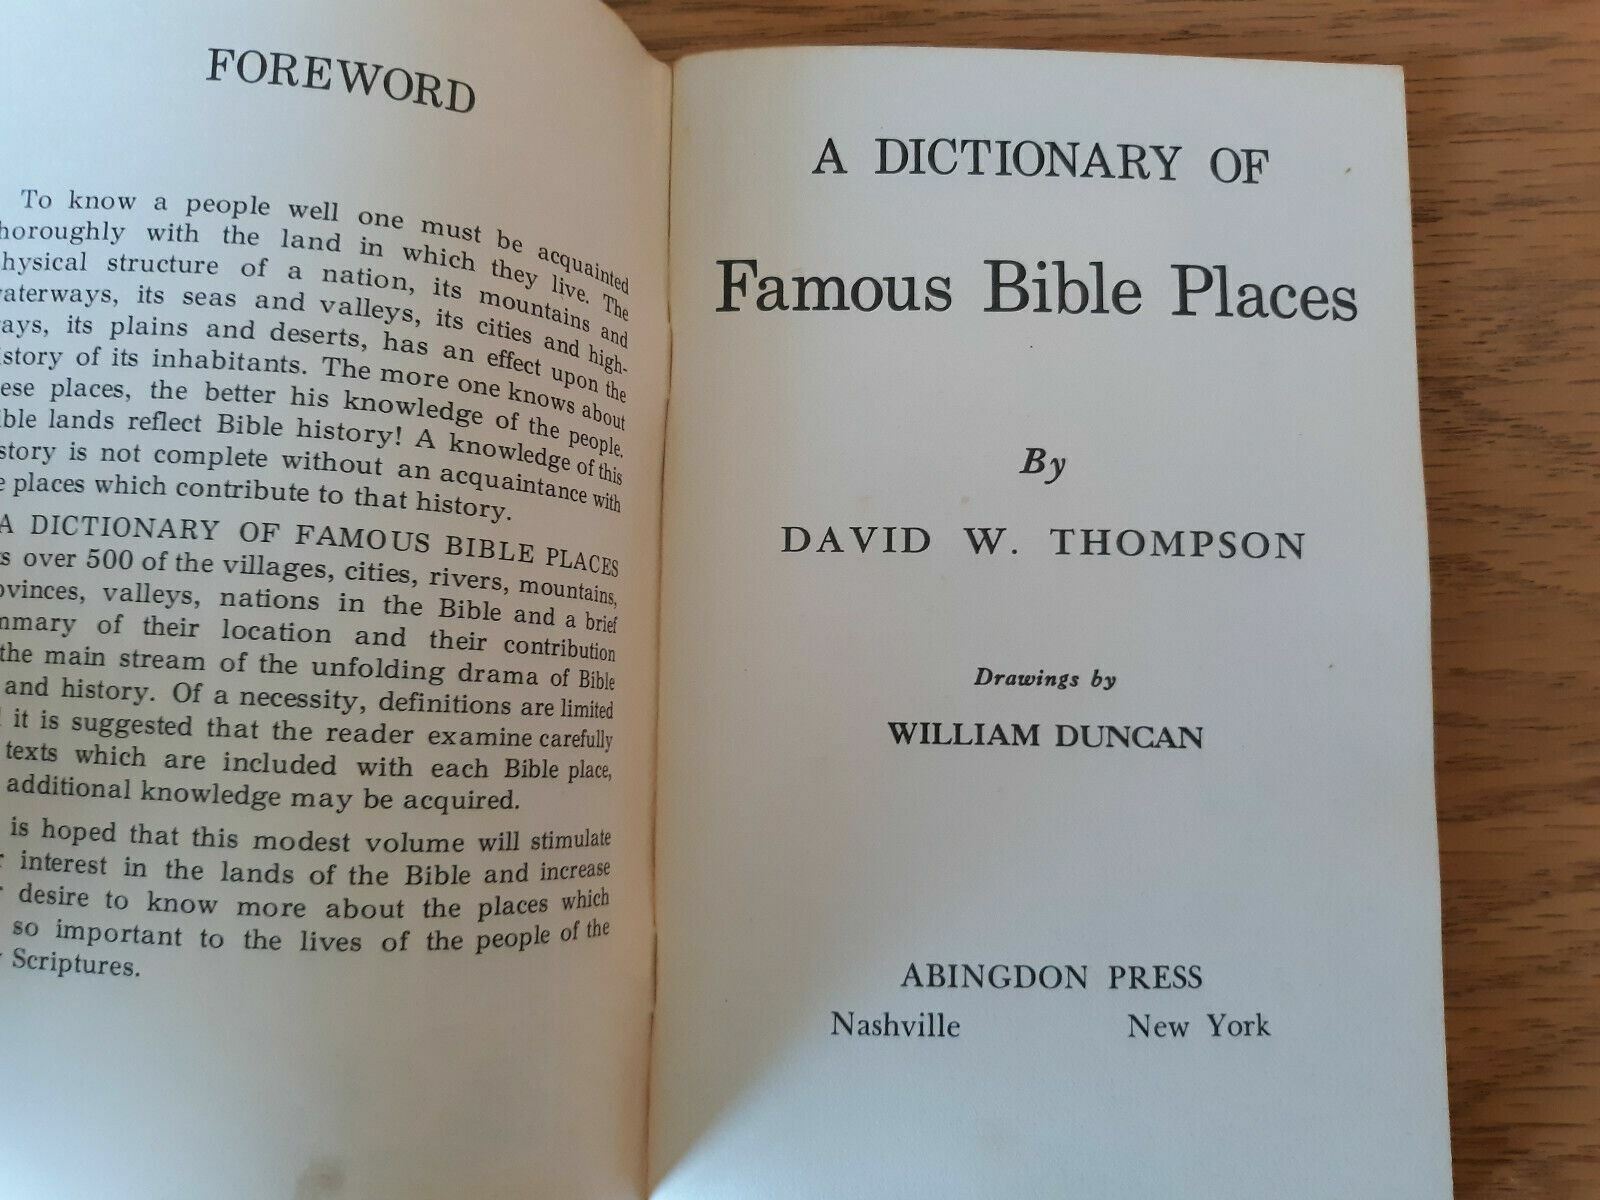 FOREWORD
To know a people well one must be acquainted
horoughly with the land in which they live. The
hysical structure of a nation, its mountains and
aterways, its seas and valleys, its cities and high-
ays, its plains and deserts, has an effect upon the
istory of its inhabitants. The more one knows about
ese places, the better his knowledge of the people.
ible lands reflect Bible history! A knowledge of this
story is not complete without an acquaintance with
e places which contribute to that history.
A DICTIONARY OF FAMOUS BIBLE PLACES
s over 500 of the villages, cities, rivers, mountains,
ovinces, valleys, nations in the Bible and a brief
mmary of their location and their contribution
the main stream of the unfolding drama of Bible
and history. Of a necessity, definitions are limited
it is suggested that the reader examine carefully
texts which are included with each Bible place,
additional knowledge may be acquired.
is hoped that this modest volume will stimulate
r interest in the lands of the Bible and increase
r desire to know more about the places which
so important to the lives of the people of the
Scriptures.
A DICTIONARY OF
Famous Bible Places
By
DAVID W. THOMPSON
Drawings by
WILLIAM DUNCAN
ABINGDON PRESS
Nashville New York